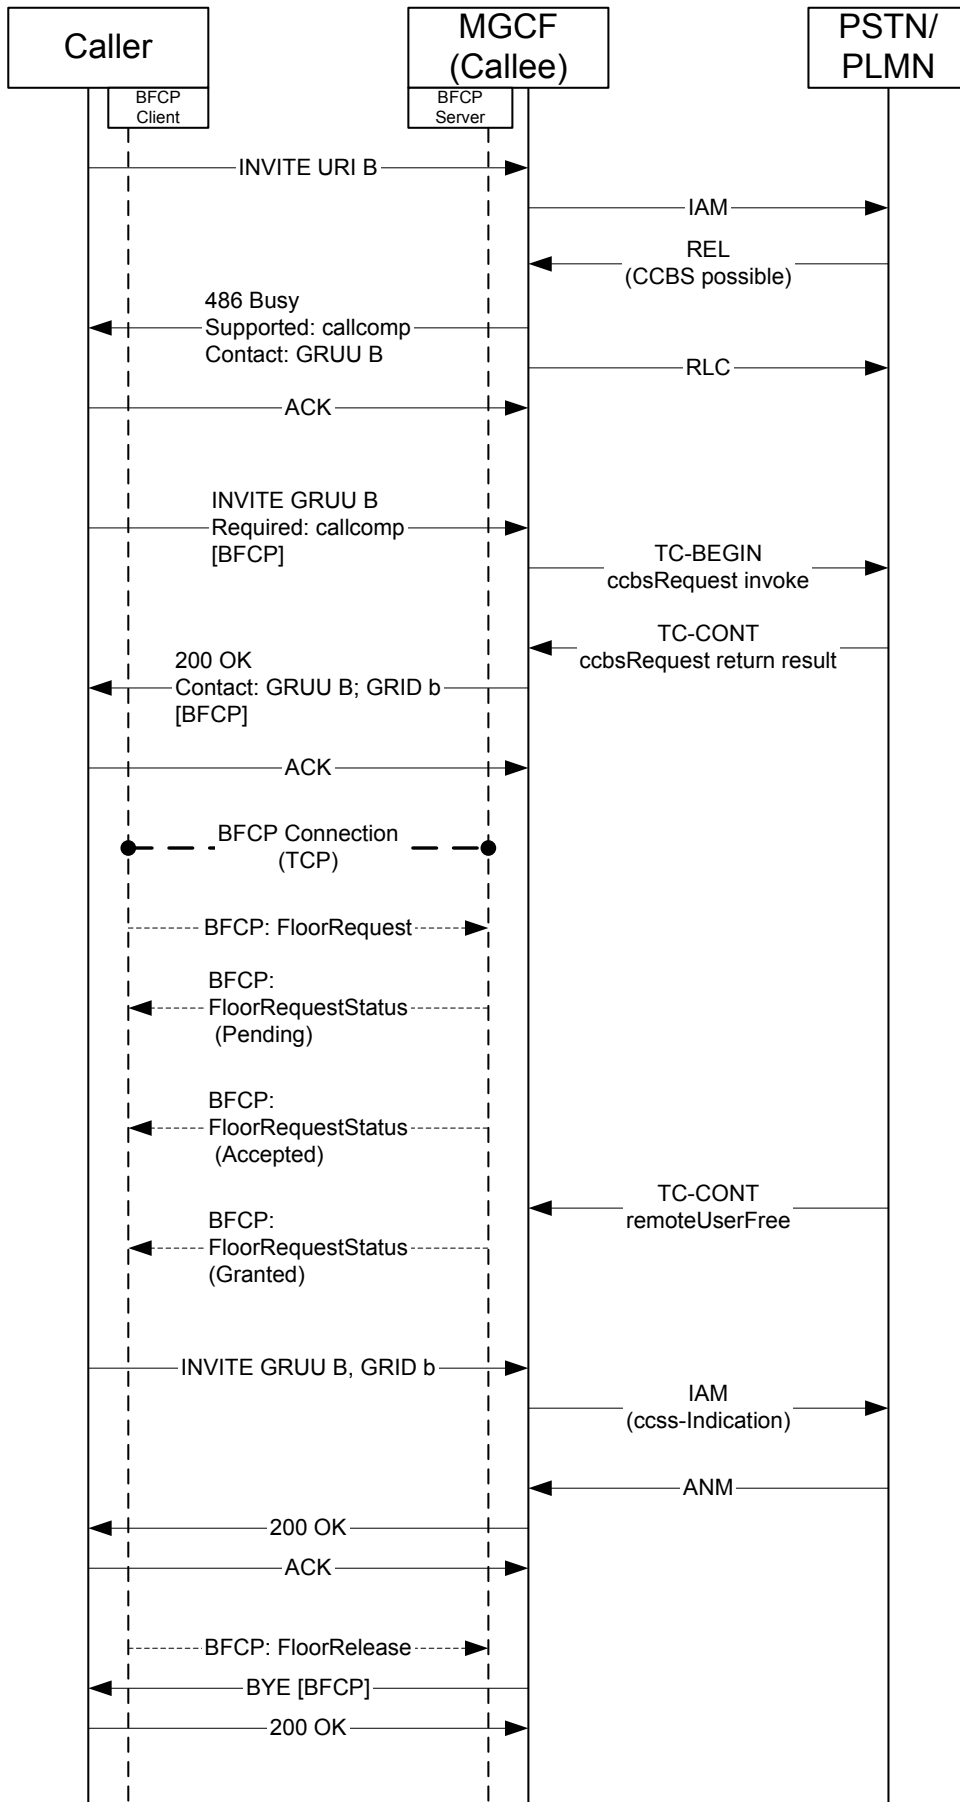 Caller
MGCF
(Callee)
PSTN/
PLMN
BFCP
Client
BFCP
Server
INVITE URI B
IAM
REL
(CCBS possible)
486 Busy
Supported: callcomp
Contact: GRUU B
RLC
ACK
INVITE GRUU B
Required: callcomp
[BFCP]
TC-BEGIN
ccbsRequest invoke
TC-CONT
ccbsRequest return result
200 OK
Contact: GRUU B; GRID b
[BFCP]
ACK
BFCP Connection
(TCP)
BFCP: FloorRequest
BFCP:
FloorRequestStatus
(Pending)
BFCP:
FloorRequestStatus
(Accepted)
TC-CONT
remoteUserFree
BFCP:
FloorRequestStatus
(Granted)
INVITE GRUU B, GRID b
IAM
(ccss-Indication)
ANM
200 OK
ACK
BFCP: FloorRelease
BYE [BFCP]
200 OK